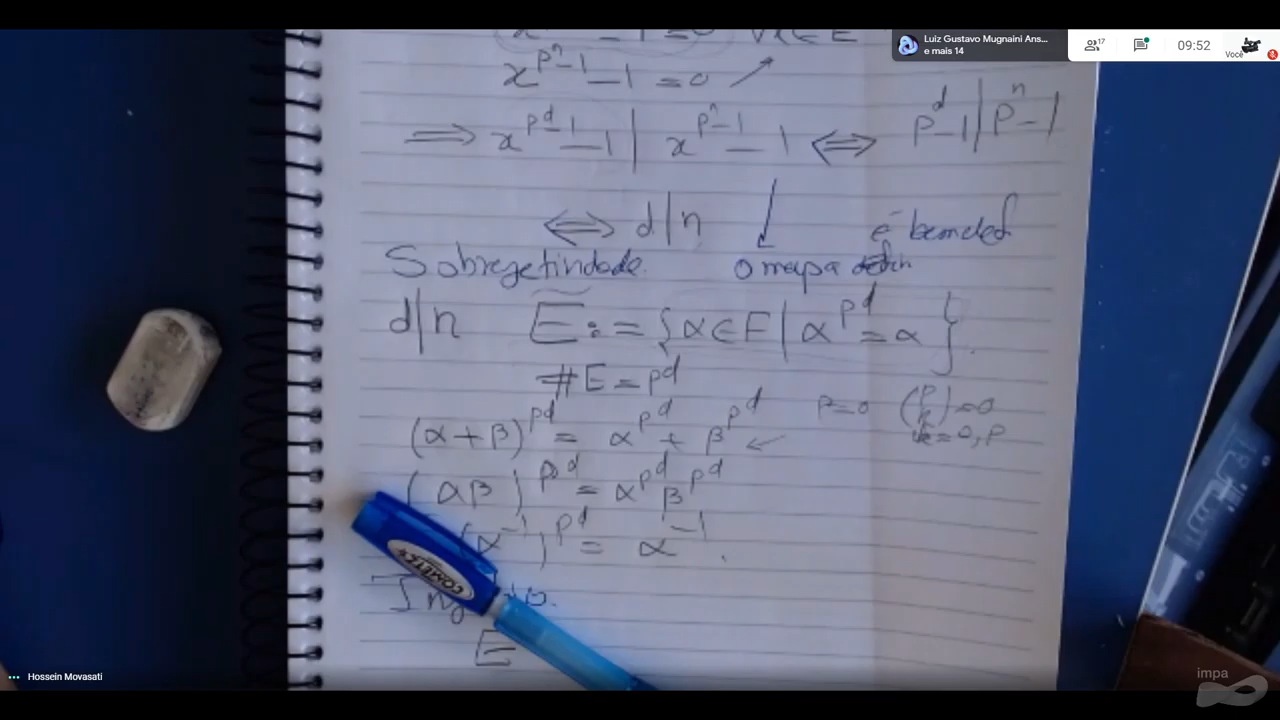 Luiz Gustavo Mugnaini Ans...
e mais 14
17
09:52
Você
x^{p^n-1} - 1 = 0
⟹ x^{p^d-1} - 1 | x^{p^n-1} - 1 ⟺ p^d-1 | p^n-1
⟺ d|n
é bem def
Sobrejetividade. o mapa
d|n E := {α ∈ F | α^{p^d} = α}.
#E = p^d
(α+β)^{p^d} = α^{p^d} + β^{p^d} ← p=0 (p k)=0
k=0,p
(αβ)^{p^d} = α^{p^d} β^{p^d}
(α^{-1})^{p^d} = α^{-1}.
E
Hossein Movasati
impa
COMETRIX